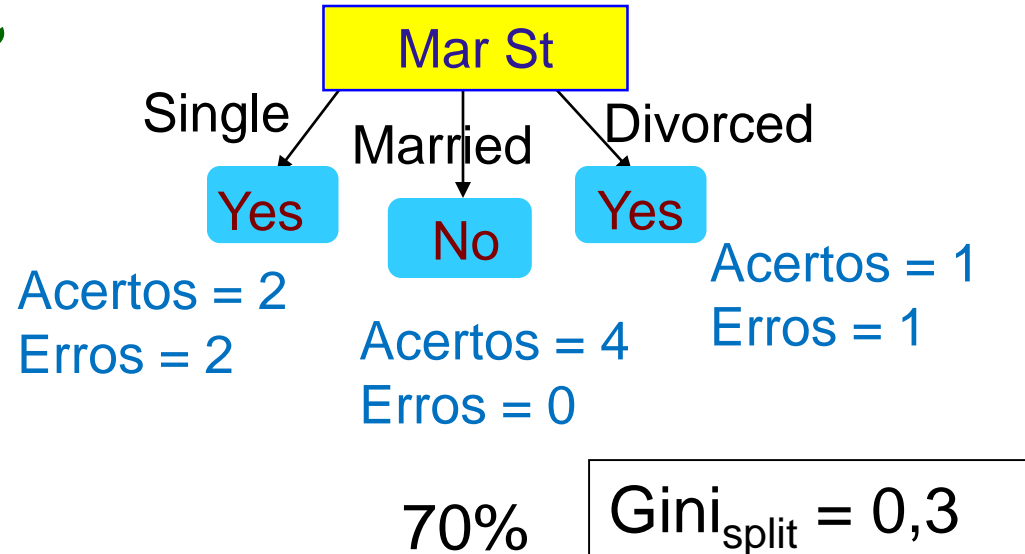 Mar St
Single
Married
Divorced
Yes
No
Yes
Acertos = 2
Erros = 2
Acertos = 4
Erros = 0
Acertos = 1
Erros = 1
70%
Gini_split = 0,3